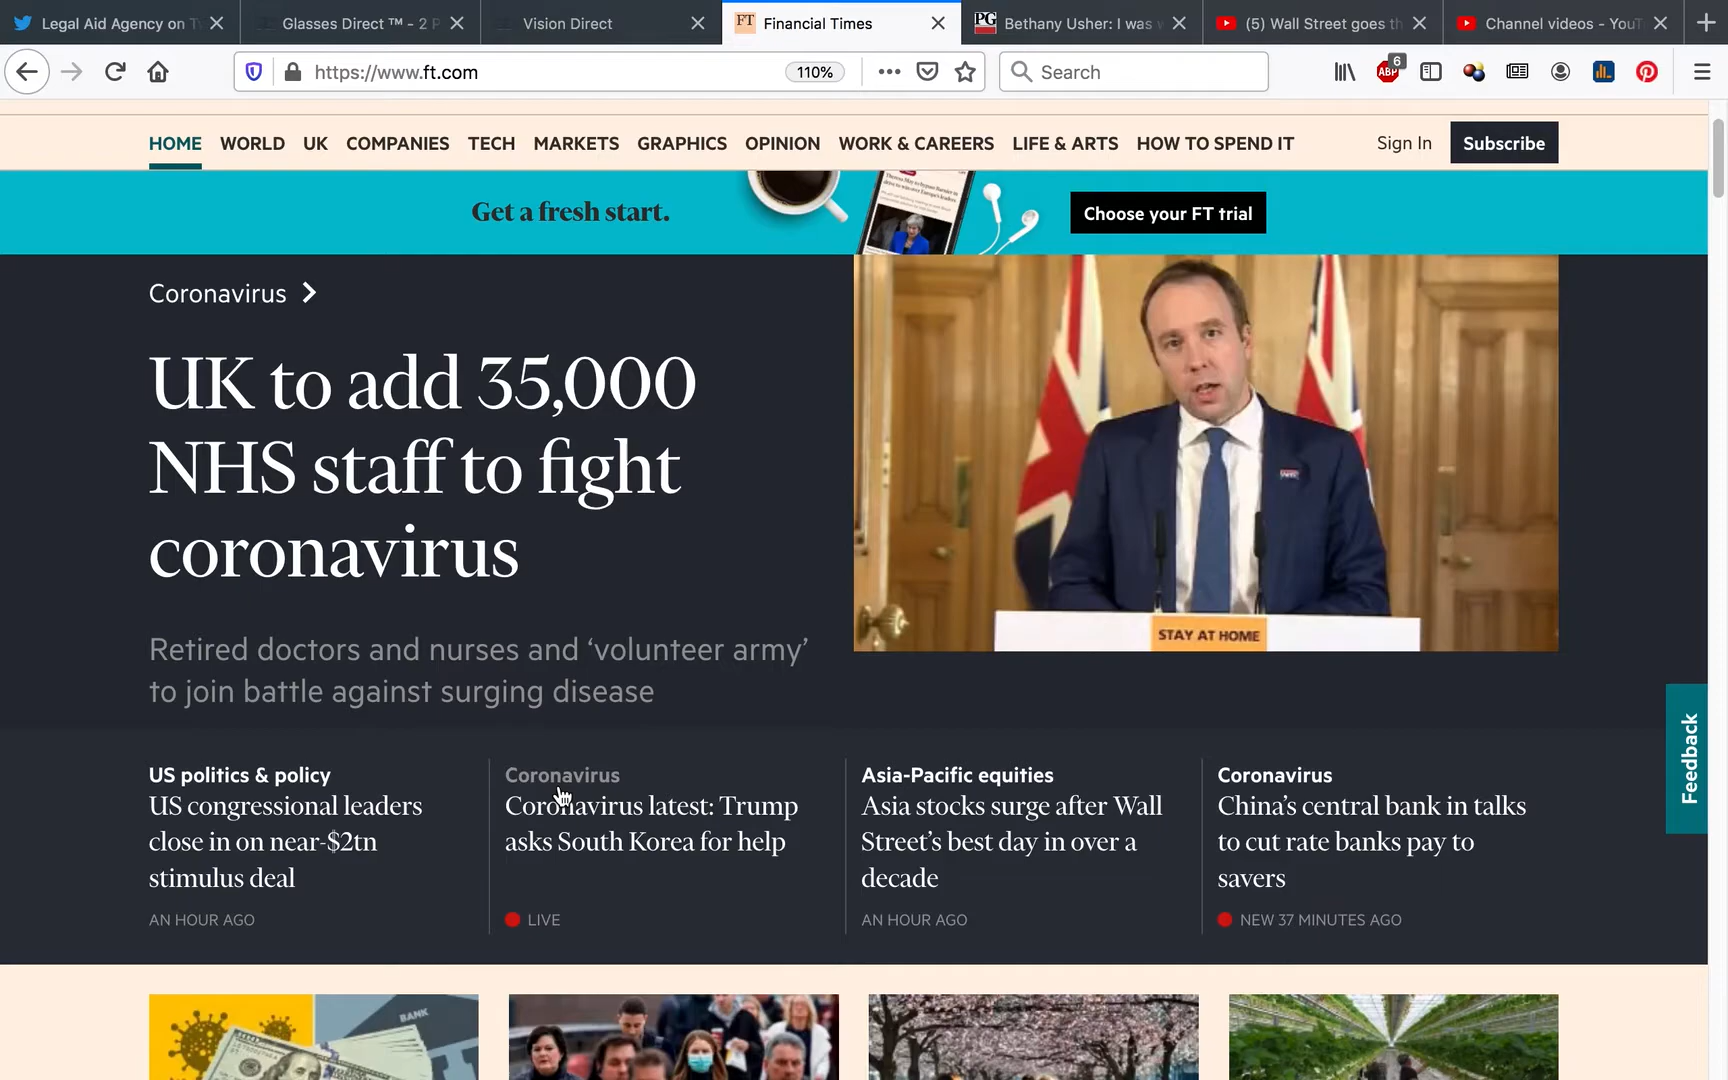 Legal Aid Agency on
Glasses Direct ™ - 2 P
Vision Direct
FT Financial Times
PG Bethany Usher: I was
(5) Wall Street goes th
Channel videos - YouT
https://www.ft.com
110%
Search
ABP
6
HOME WORLD UK COMPANIES TECH MARKETS GRAPHICS OPINION WORK & CAREERS LIFE & ARTS HOW TO SPEND IT Sign In Subscribe
Get a fresh start.
Choose your FT trial
Coronavirus
UK to add 35,000
NHS staff to fight
coronavirus
Retired doctors and nurses and ‘volunteer army’
to join battle against surging disease
STAY AT HOME
Feedback
US politics & policy
US congressional leaders
close in on near-$2tn
stimulus deal
AN HOUR AGO
Coronavirus
Coronavirus latest: Trump
asks South Korea for help
LIVE
Asia-Pacific equities
Asia stocks surge after Wall
Street’s best day in over a
decade
AN HOUR AGO
Coronavirus
China’s central bank in talks
to cut rate banks pay to
savers
NEW 37 MINUTES AGO
BANK